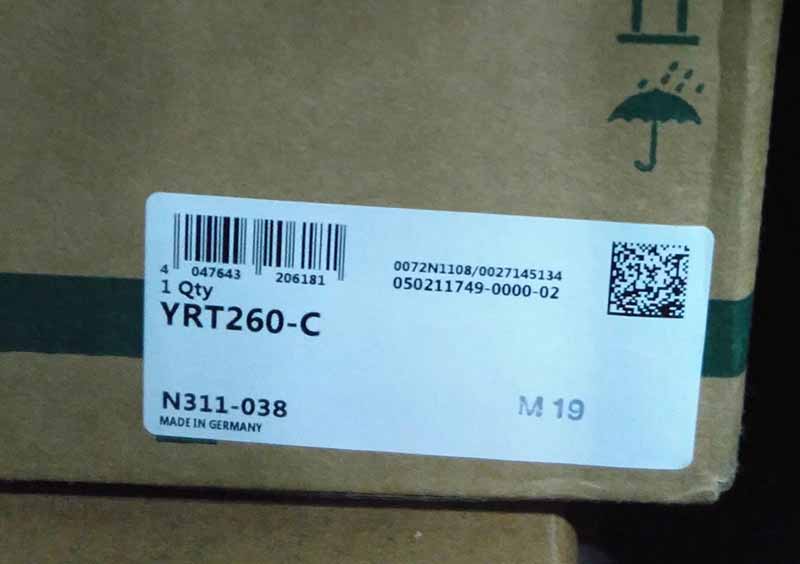 4 047643 206181
0072N1108/0027145134
050211749-0000-02
1 Qty
YRT260-C
N311-038
M 19
MADE IN GERMANY